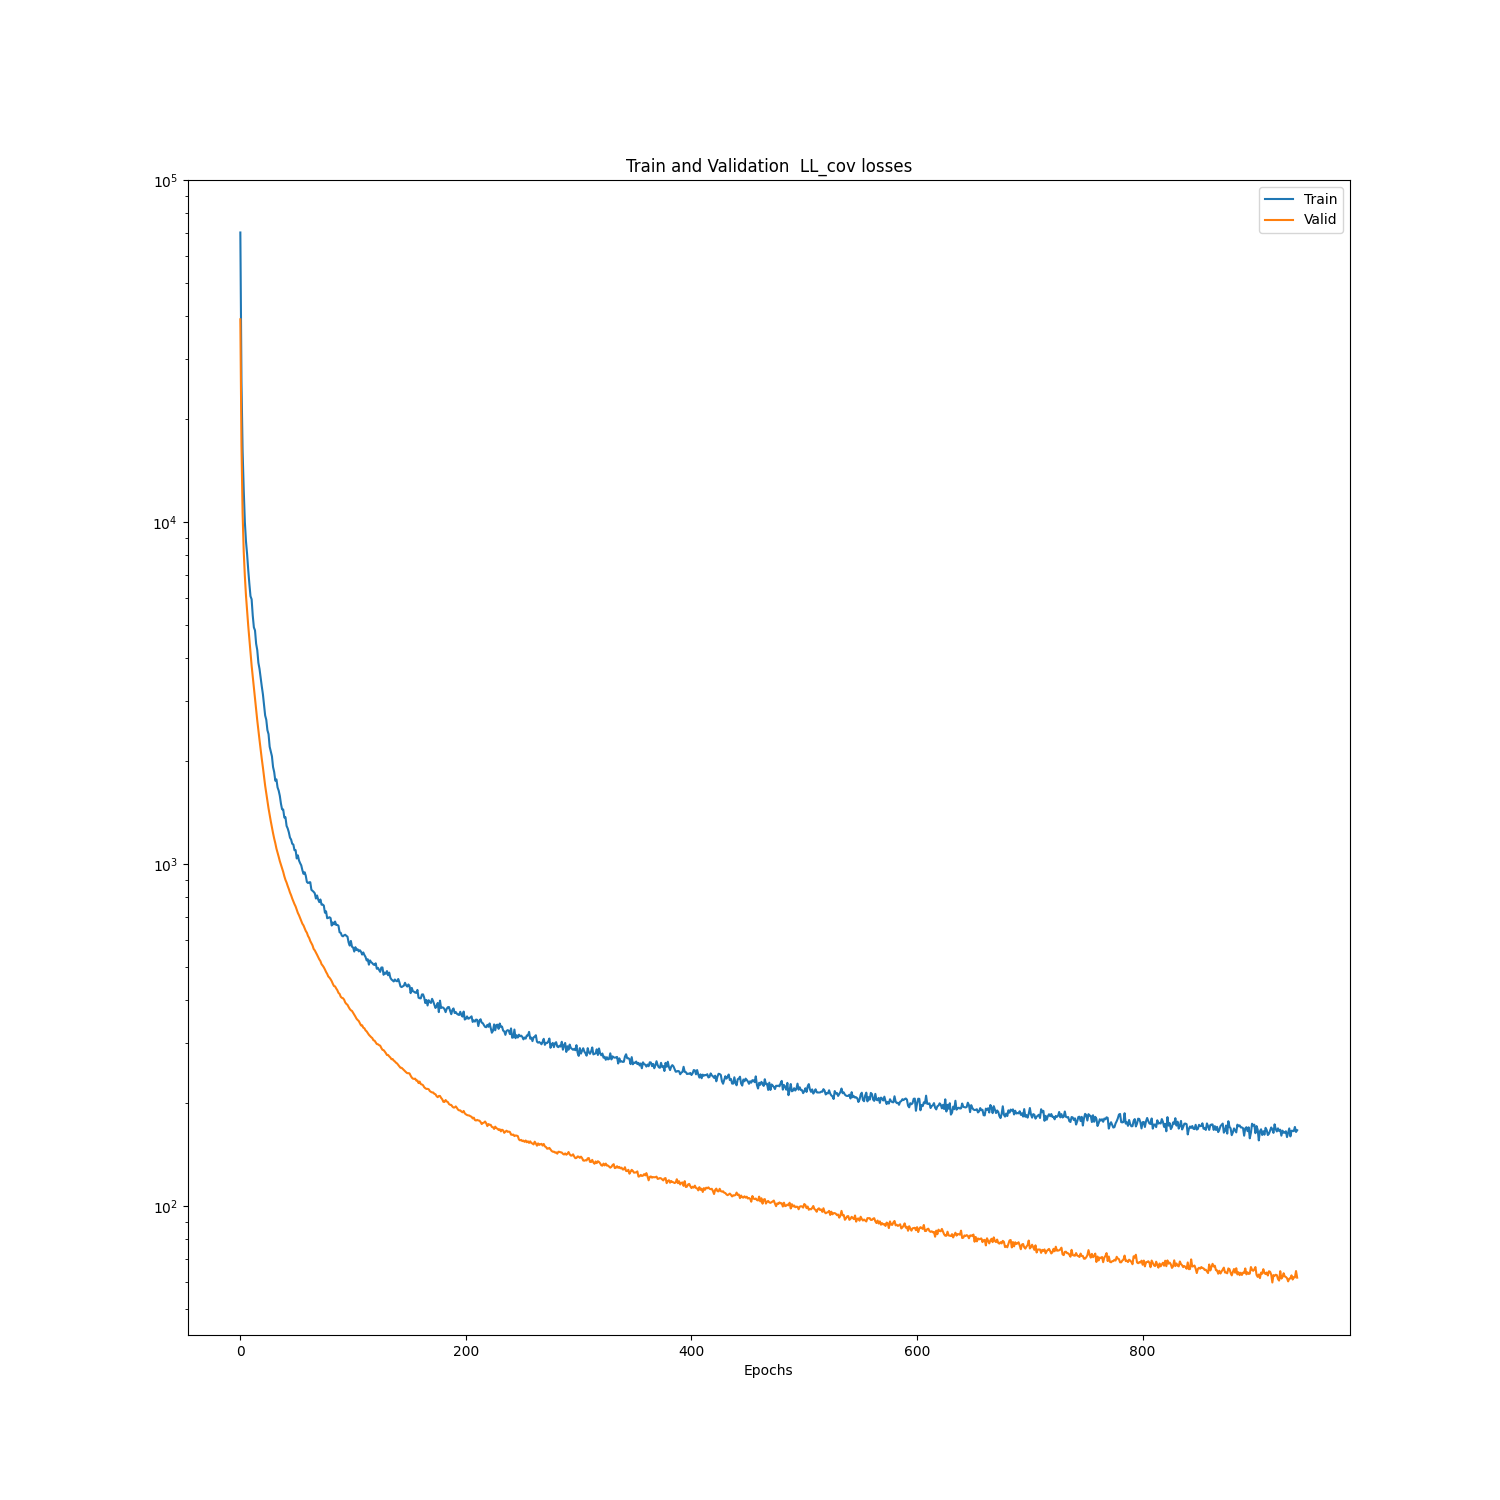 Train and Validation  LL_cov losses
Train
Valid
10^5
10^4
10^3
10^2
0 200 400 600 800
Epochs